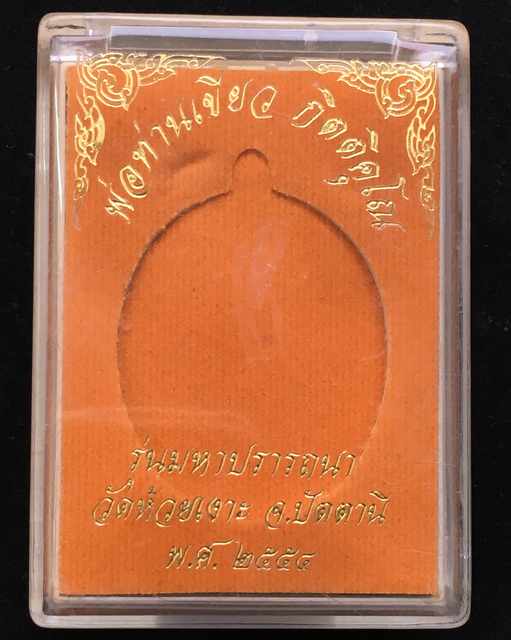 พ่อท่านเขียว กิตติคุโณ
รุ่นมหาปรารถนา
วัดห้วยเงาะ จ.ปัตตานี
พ.ศ. ๒๕๕๔